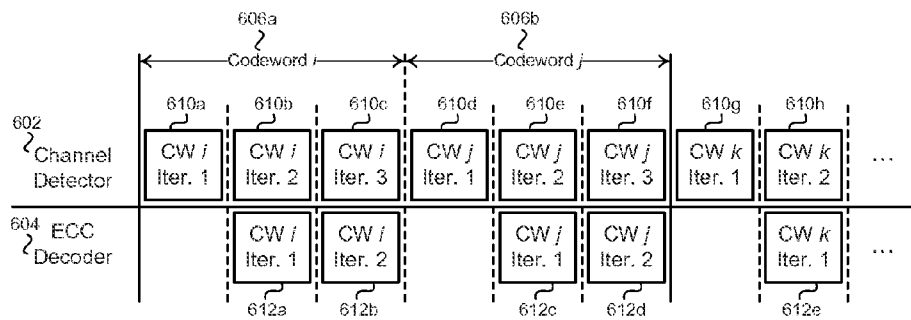 606a
606b
Codeword i
Codeword j
610a
610b
610c
610d
610e
610f
610g
610h
602
Channel
Detector
CW i
Iter. 1
CW i
Iter. 2
CW i
Iter. 3
CW j
Iter. 1
CW j
Iter. 2
CW j
Iter. 3
CW k
Iter. 1
CW k
Iter. 2
...
604
ECC
Decoder
CW i
Iter. 1
CW i
Iter. 2
CW j
Iter. 1
CW j
Iter. 2
CW k
Iter. 1
...
612a
612b
612c
612d
612e